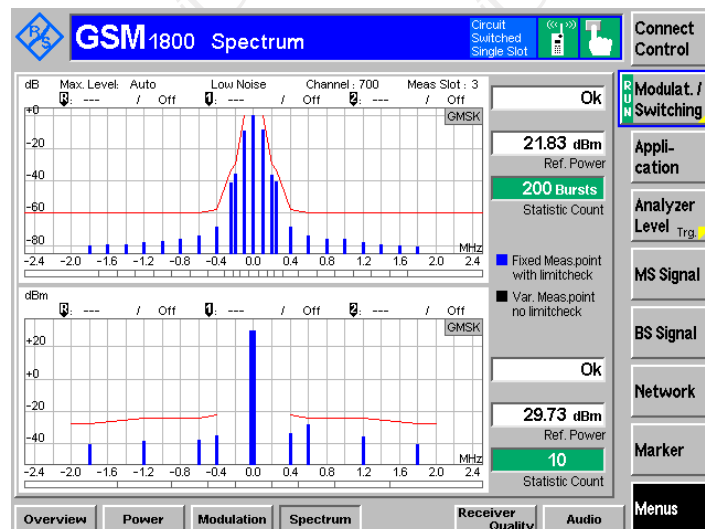 R/S
GSM 1800 Spectrum
Circuit
Switched
Single Slot
Connect
Control
dB Max. Level: Auto Low Noise Channel : 700 Meas Slot : 3
R: --- / Off 1: --- / Off 2: --- / Off
GMSK
+0
-20
-40
-60
-80
MHz
-2.4 -2.0 -1.6 -1.2 -0.8 -0.4 0.0 0.4 0.8 1.2 1.6 2.0 2.4
Ok
21.83 dBm
Ref. Power
200 Bursts
Statistic Count
Fixed Meas.point
with limitcheck
Var. Meas.point
no limitcheck
dBm
R: --- / Off 1: --- / Off 2: --- / Off
GMSK
+20
+0
-20
-40
MHz
-2.4 -2.0 -1.6 -1.2 -0.8 -0.4 0.0 0.4 0.8 1.2 1.6 2.0 2.4
Ok
29.73 dBm
Ref. Power
10
Statistic Count
RUN
Modulat. /
Switching
Appli-
cation
Analyzer
Level Trg.
MS Signal
BS Signal
Network
Marker
Menus
Overview Power Modulation Spectrum Receiver Quality Audio